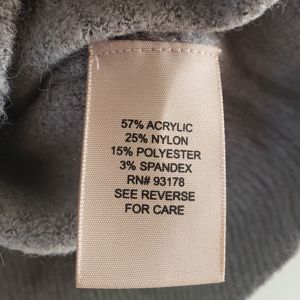 57% ACRYLIC
25% NYLON
15% POLYESTER
3% SPANDEX
RN# 93178
SEE REVERSE
FOR CARE